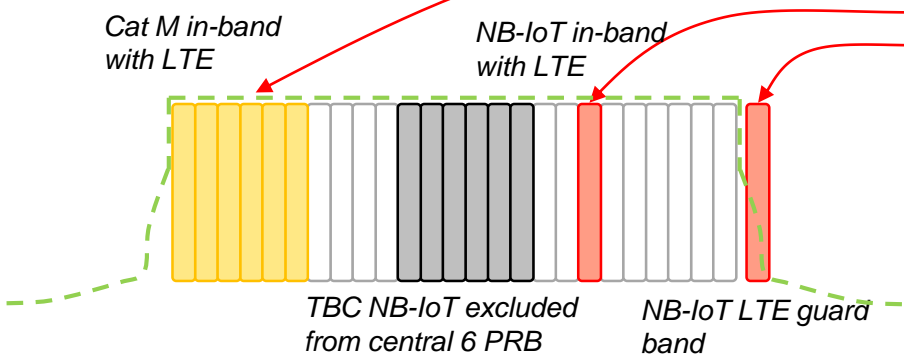 Cat M in-band
with LTE
NB-IoT in-band
with LTE
TBC NB-IoT excluded
from central 6 PRB
NB-IoT LTE guard
band